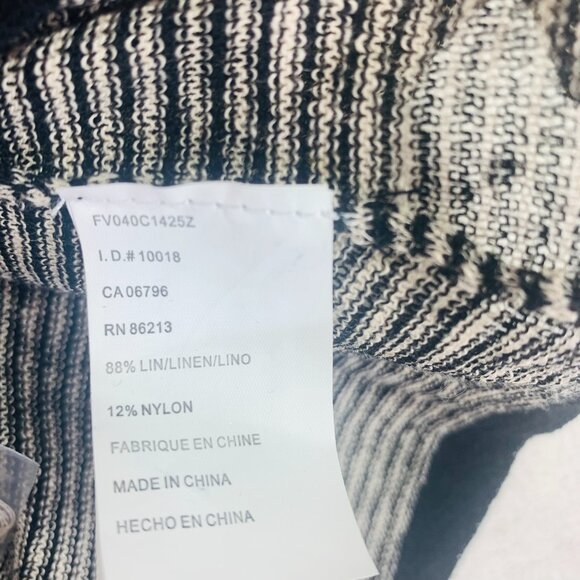 FV040C1425Z
I.D.# 10018
CA 06796
RN 86213
88% LIN/LINEN/LINO
12% NYLON
FABRIQUE EN CHINE
MADE IN CHINA
HECHO EN CHINA